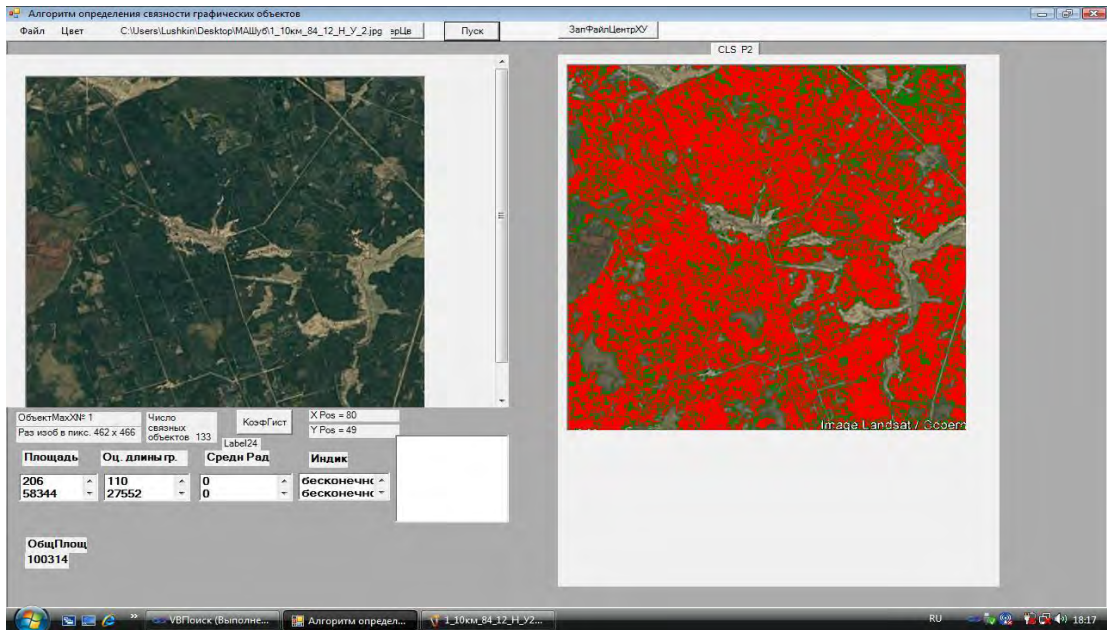 Алгоритм определения связности графических объектов
Файл Цвет C:\Users\Lushkin\Desktop\МАШуб\1_10км_84_12_Н_У_2.jpg ерЦв Пуск ЗапФайлЦентрХУ
CLS P2
Image Landsat / Copern
ОбъектMaxX№ 1
Раз изоб в пикс. 462 x 466
Число
связных
объектов 133
КоэфГист
Label24
X Pos = 80
Y Pos = 49
Площадь Оц. длины гр. Средн Рад Индик
206 110 0 бесконечнс
58344 27552 0 бесконечнс
ОбщПлощ
100314
VBПоиск (Выполне... Алгоритм определ... 1_10км_84_12_Н_У2... RU 18:17